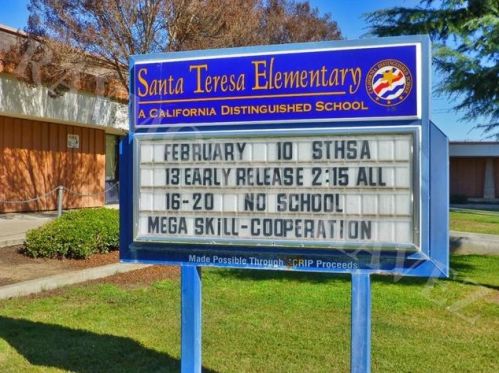 Santa Teresa Elementary
A CALIFORNIA DISTINGUISHED SCHOOL
FEBRUARY 10 STHSA
13 EARLY RELEASE 2:15 ALL
16-20 NO SCHOOL
MEGA SKiLL-COOPERATION
Made Possible Through SCRIP Proceeds